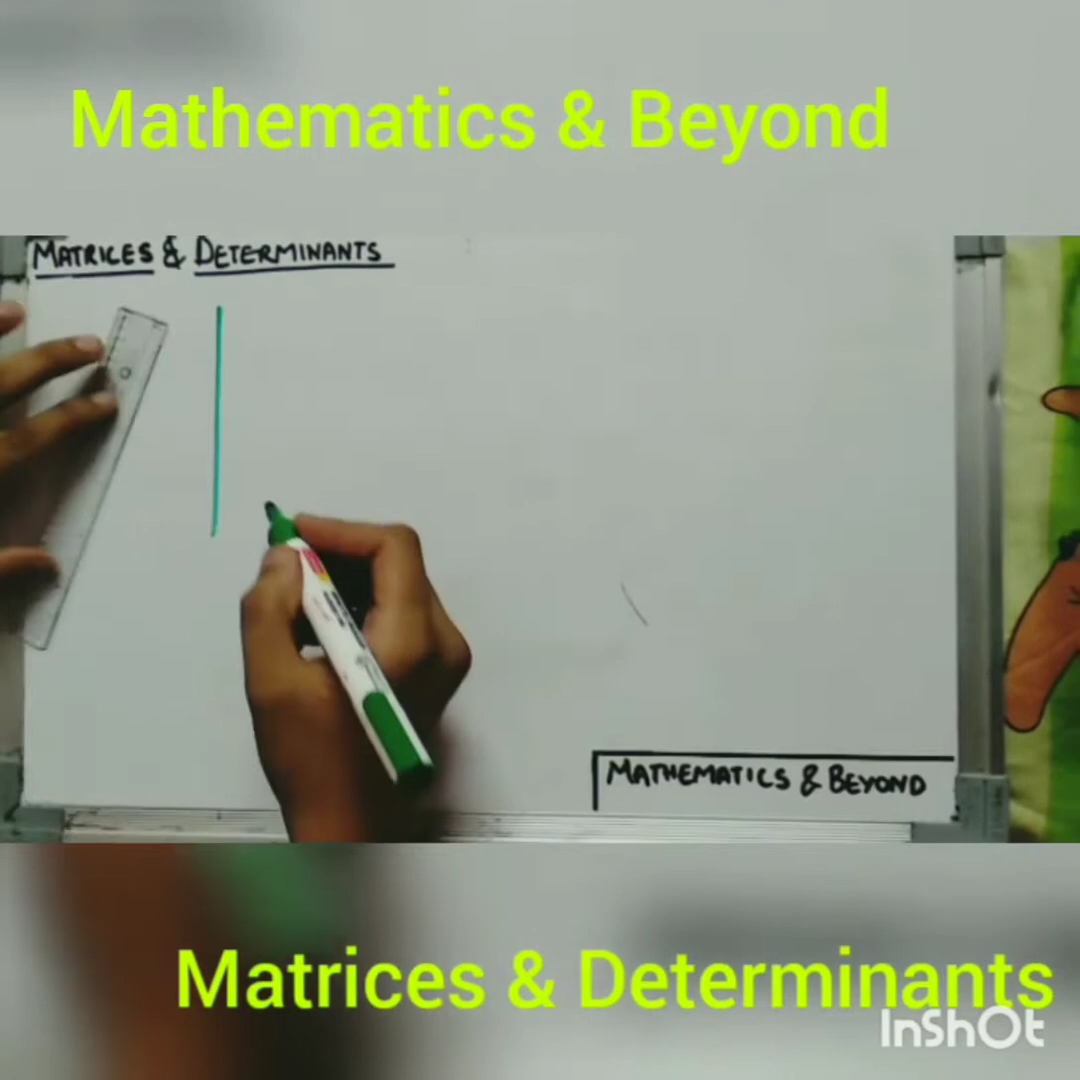 Mathematics & Beyond
MATRICES & DETERMINANTS
MATHEMATICS & BEYOND
Matrices & Determinants
InShOt